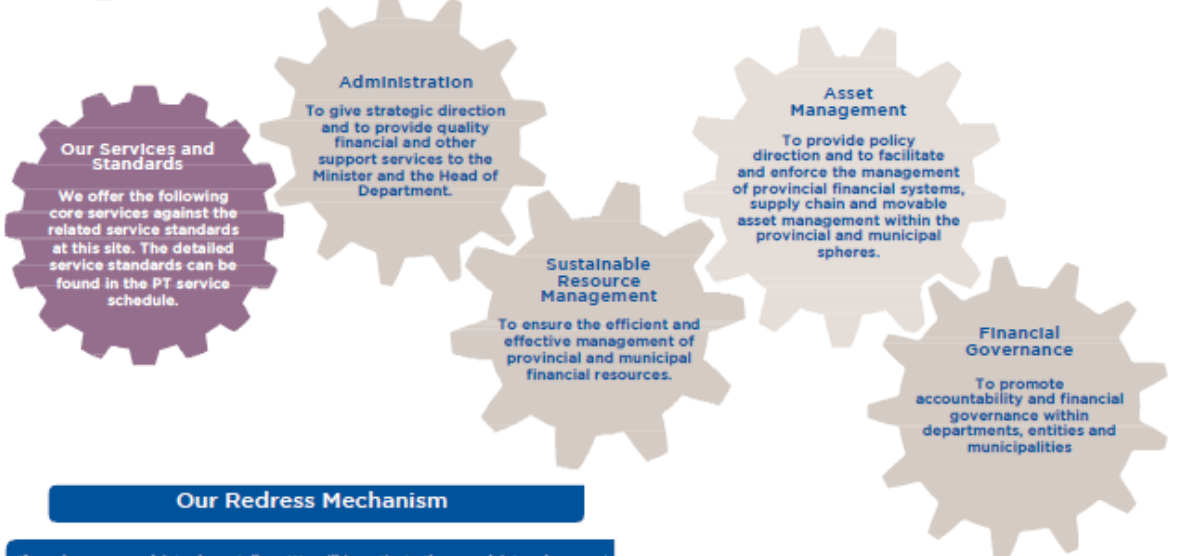 Our Services and
Standards
We offer the following
core services against the
related service standards
at this site. The detailed
service standards can be
found in the PT service
schedule.
Administration
To give strategic direction
and to provide quality
financial and other
support services to the
Minister and the Head of
Department.
Sustainable
Resource
Management
To ensure the efficient and
effective management of
provincial and municipal
financial resources.
Asset
Management
To provide policy
direction and to facilitate
and enforce the management
of provincial financial systems,
supply chain and movable
asset management within the
provincial and municipal
spheres.
Financial
Governance
To promote
accountability and financial
governance within
departments, entities and
municipalities
Our Redress Mechanism